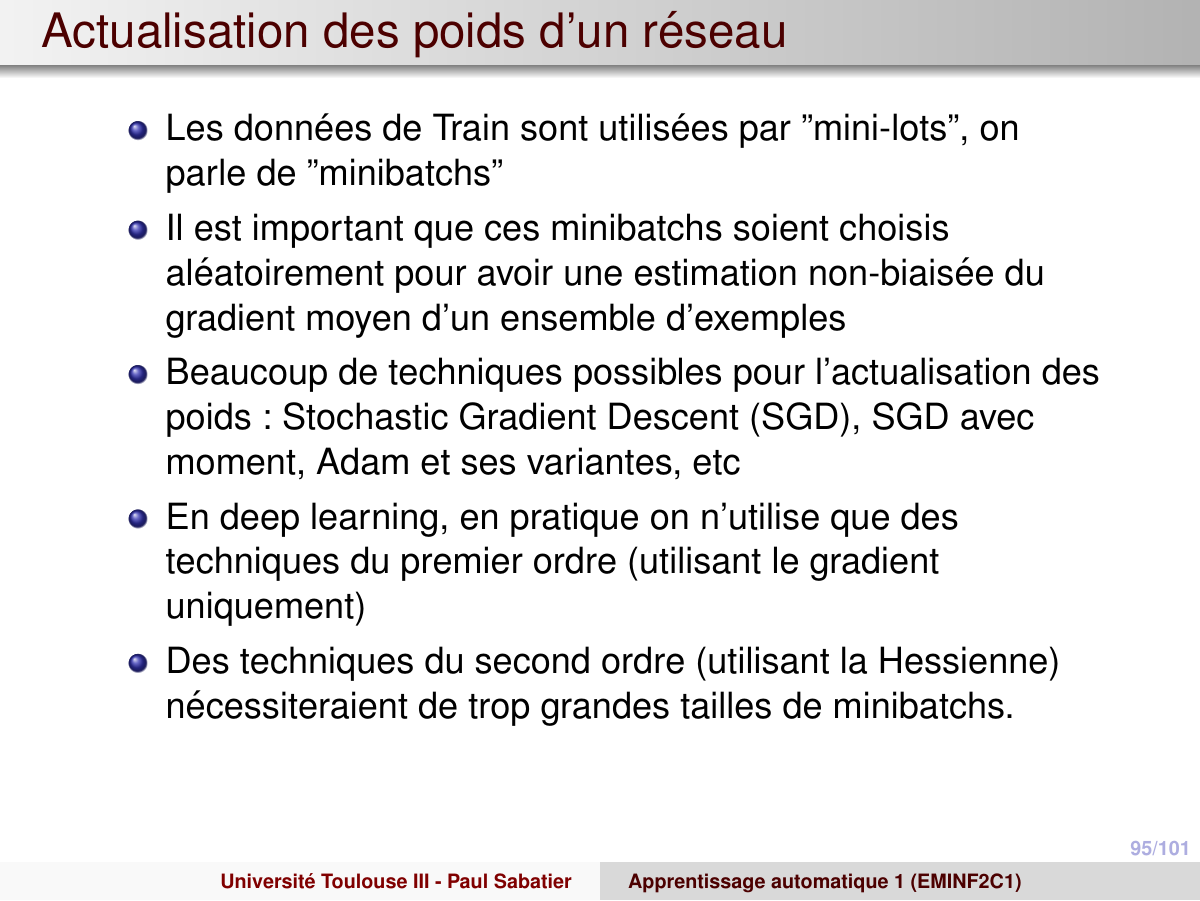 Actualisation des poids d’un réseau
Les données de Train sont utilisées par ”mini-lots”, on
parle de ”minibatchs”
Il est important que ces minibatchs soient choisis
aléatoirement pour avoir une estimation non-biaisée du
gradient moyen d’un ensemble d’exemples
Beaucoup de techniques possibles pour l’actualisation des
poids : Stochastic Gradient Descent (SGD), SGD avec
moment, Adam et ses variantes, etc
En deep learning, en pratique on n’utilise que des
techniques du premier ordre (utilisant le gradient
uniquement)
Des techniques du second ordre (utilisant la Hessienne)
nécessiteraient de trop grandes tailles de minibatchs.
95/101
Université Toulouse III - Paul Sabatier
Apprentissage automatique 1 (EMINF2C1)